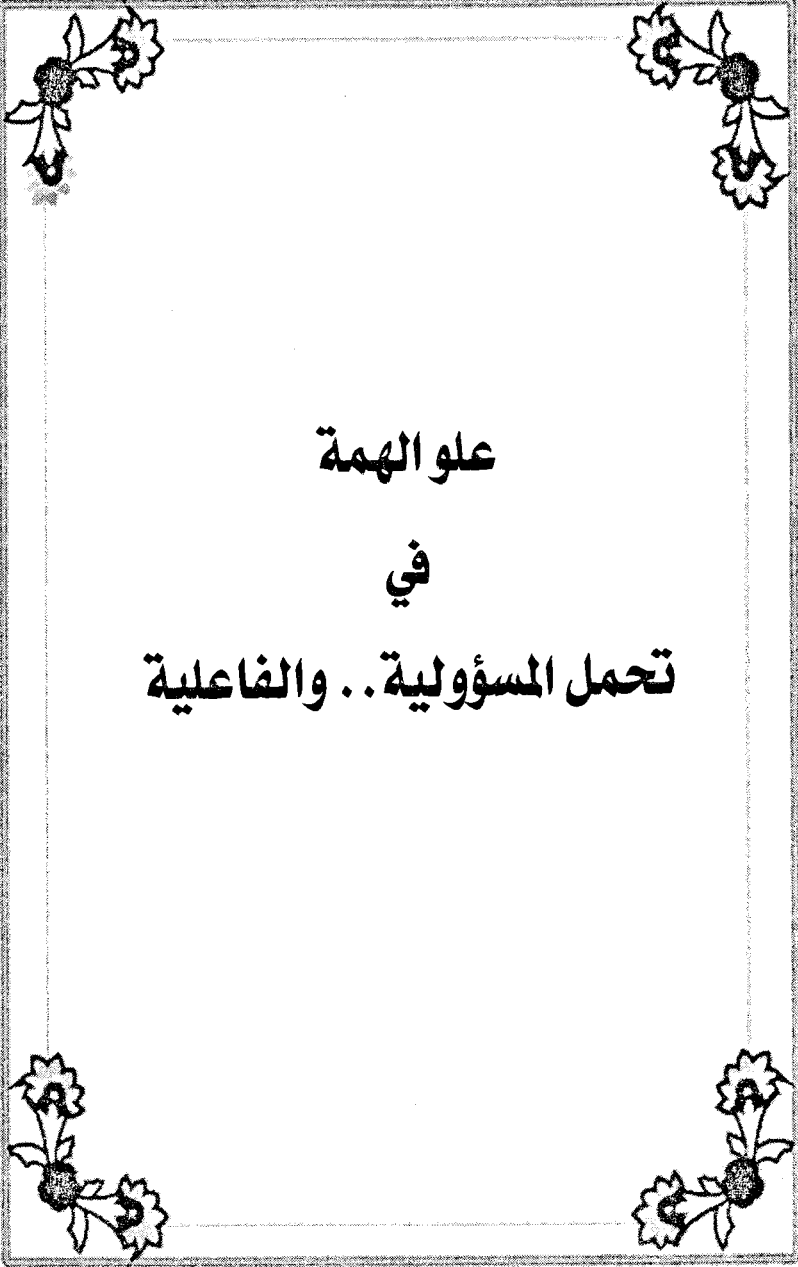 علو الهمة
في
تحمل المسؤولية . . والفاعلية